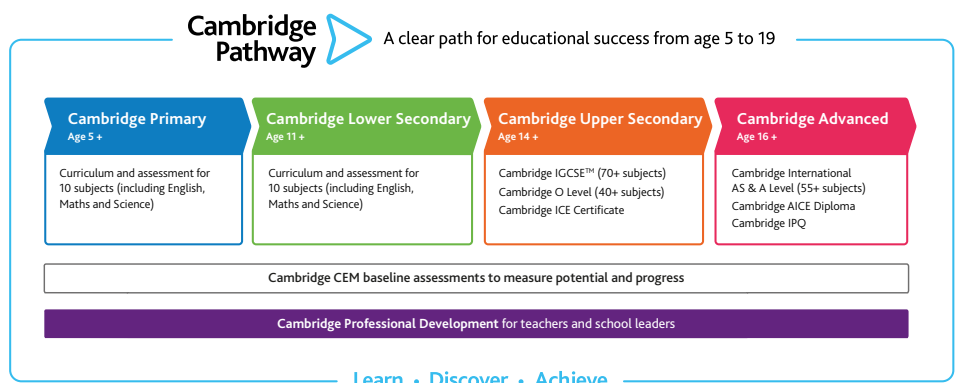 Cambridge
Pathway
A clear path for educational success from age 5 to 19
Cambridge Primary
Age 5 +
Curriculum and assessment for
10 subjects (including English,
Maths and Science)
Cambridge Lower Secondary
Age 11 +
Curriculum and assessment for
10 subjects (including English,
Maths and Science)
Cambridge Upper Secondary
Age 14 +
Cambridge IGCSE™ (70+ subjects)
Cambridge O Level (40+ subjects)
Cambridge ICE Certificate
Cambridge Advanced
Age 16 +
Cambridge International
AS & A Level (55+ subjects)
Cambridge AICE Diploma
Cambridge IPQ
Cambridge CEM baseline assessments to measure potential and progress
Cambridge Professional Development for teachers and school leaders
Learn • Discover • Achieve